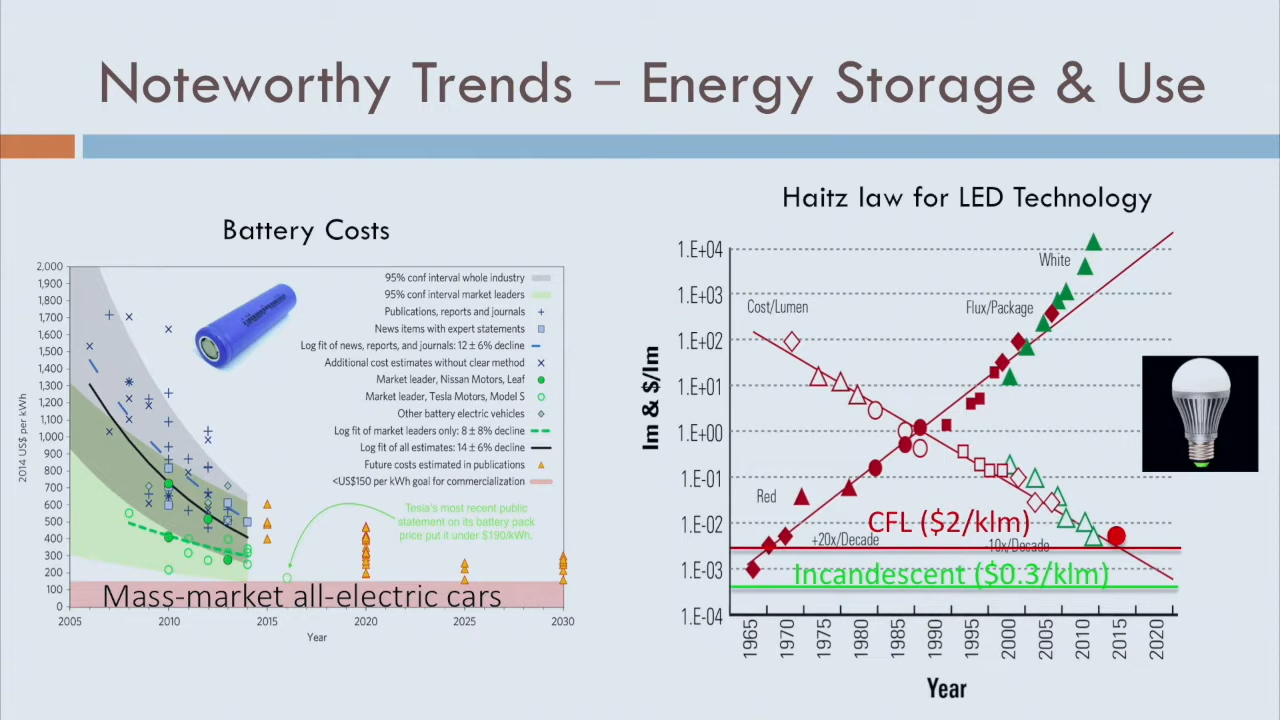 Noteworthy Trends – Energy Storage & Use
Battery Costs
2,000
1,900
1,800
1,700
1,600
1,500
1,400
1,300
1,200
1,100
1,000
900
800
700
600
500
400
300
200
100
0
2014 US$ per kWh
95% conf interval whole industry
95% conf interval market leaders
Publications, reports and journals
News items with expert statements
Log fit of news, reports, and journals: 12 ± 6% decline
Additional cost estimates without clear method
Market leader, Nissan Motors, Leaf
Market leader, Tesla Motors, Model S
Other battery electric vehicles
Log fit of market leaders only: 8 ± 8% decline
Log fit of all estimates: 14 ± 6% decline
Future costs estimated in publications
<US$150 per kWh goal for commercialization
Tesla's most recent public
statement on its battery pack
price put it under $190/kWh.
Mass-market all-electric cars
2005 2010 2015 2020 2025 2030
Year
Haitz law for LED Technology
1.E+04
1.E+03
1.E+02
1.E+01
1.E+00
1.E-01
1.E-02
1.E-03
1.E-04
lm & $/lm
White
Cost/Lumen
Flux/Package
Red
CFL ($2/klm)
+20x/Decade
-10x/Decade
Incandescent ($0.3/klm)
1965 1970 1975 1980 1985 1990 1995 2000 2005 2010 2015 2020
Year